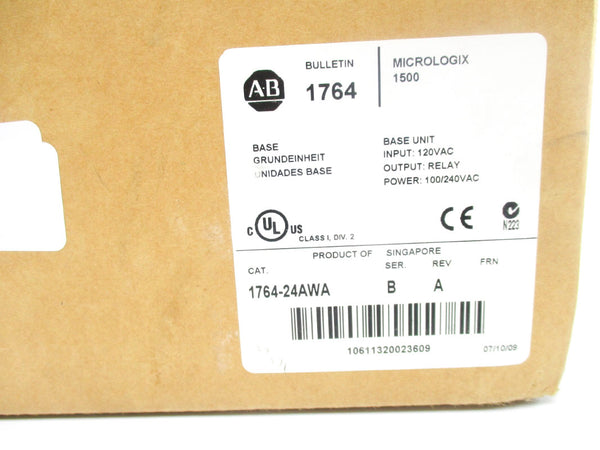 AB
BULLETIN
1764
MICROLOGIX
1500
BASE
GRUNDEINHEIT
UNIDADES BASE
BASE UNIT
INPUT: 120VAC
OUTPUT: RELAY
POWER: 100/240VAC
C UL US
CLASS I, DIV. 2
CE
N223
PRODUCT OF SINGAPORE
CAT. SER. REV FRN
1764-24AWA B A
10611320023609
07/10/09